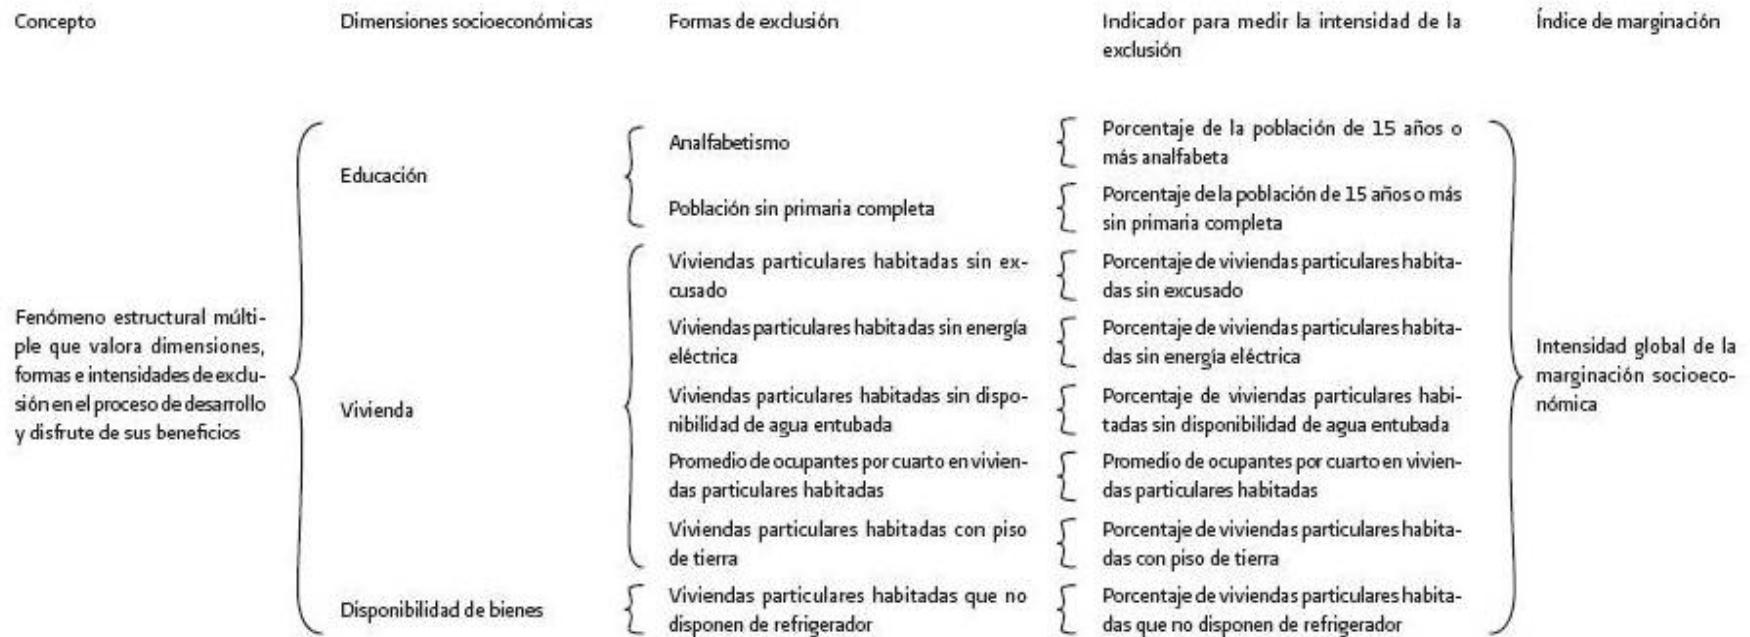 Concepto
Dimensiones socioeconómicas
Formas de exclusión
Indicador para medir la intensidad de la
exclusión
Índice de marginación
Fenómeno estructural múlti-
ple que valora dimensiones,
formas e intensidades de exclu-
sión en el proceso de desarrollo
y disfrute de sus beneficios
Educación
Analfabetismo
Porcentaje de la población de 15 años o
más analfabeta
Población sin primaria completa
Porcentaje de la población de 15 años o más
sin primaria completa
Vivienda
Viviendas particulares habitadas sin ex-
cusado
Porcentaje de viviendas particulares habita-
das sin excusado
Viviendas particulares habitadas sin energía
eléctrica
Porcentaje de viviendas particulares habita-
das sin energía eléctrica
Viviendas particulares habitadas sin dispo-
nibilidad de agua entubada
Porcentaje de viviendas particulares habi-
tadas sin disponibilidad de agua entubada
Promedio de ocupantes por cuarto en vivien-
das particulares habitadas
Promedio de ocupantes por cuarto en vivien-
das particulares habitadas
Viviendas particulares habitadas con piso
de tierra
Porcentaje de viviendas particulares habita-
das con piso de tierra
Disponibilidad de bienes
Viviendas particulares habitadas que no
disponen de refrigerador
Porcentaje de viviendas particulares habita-
das que no disponen de refrigerador
Intensidad global de la
marginación socioeco-
nómica